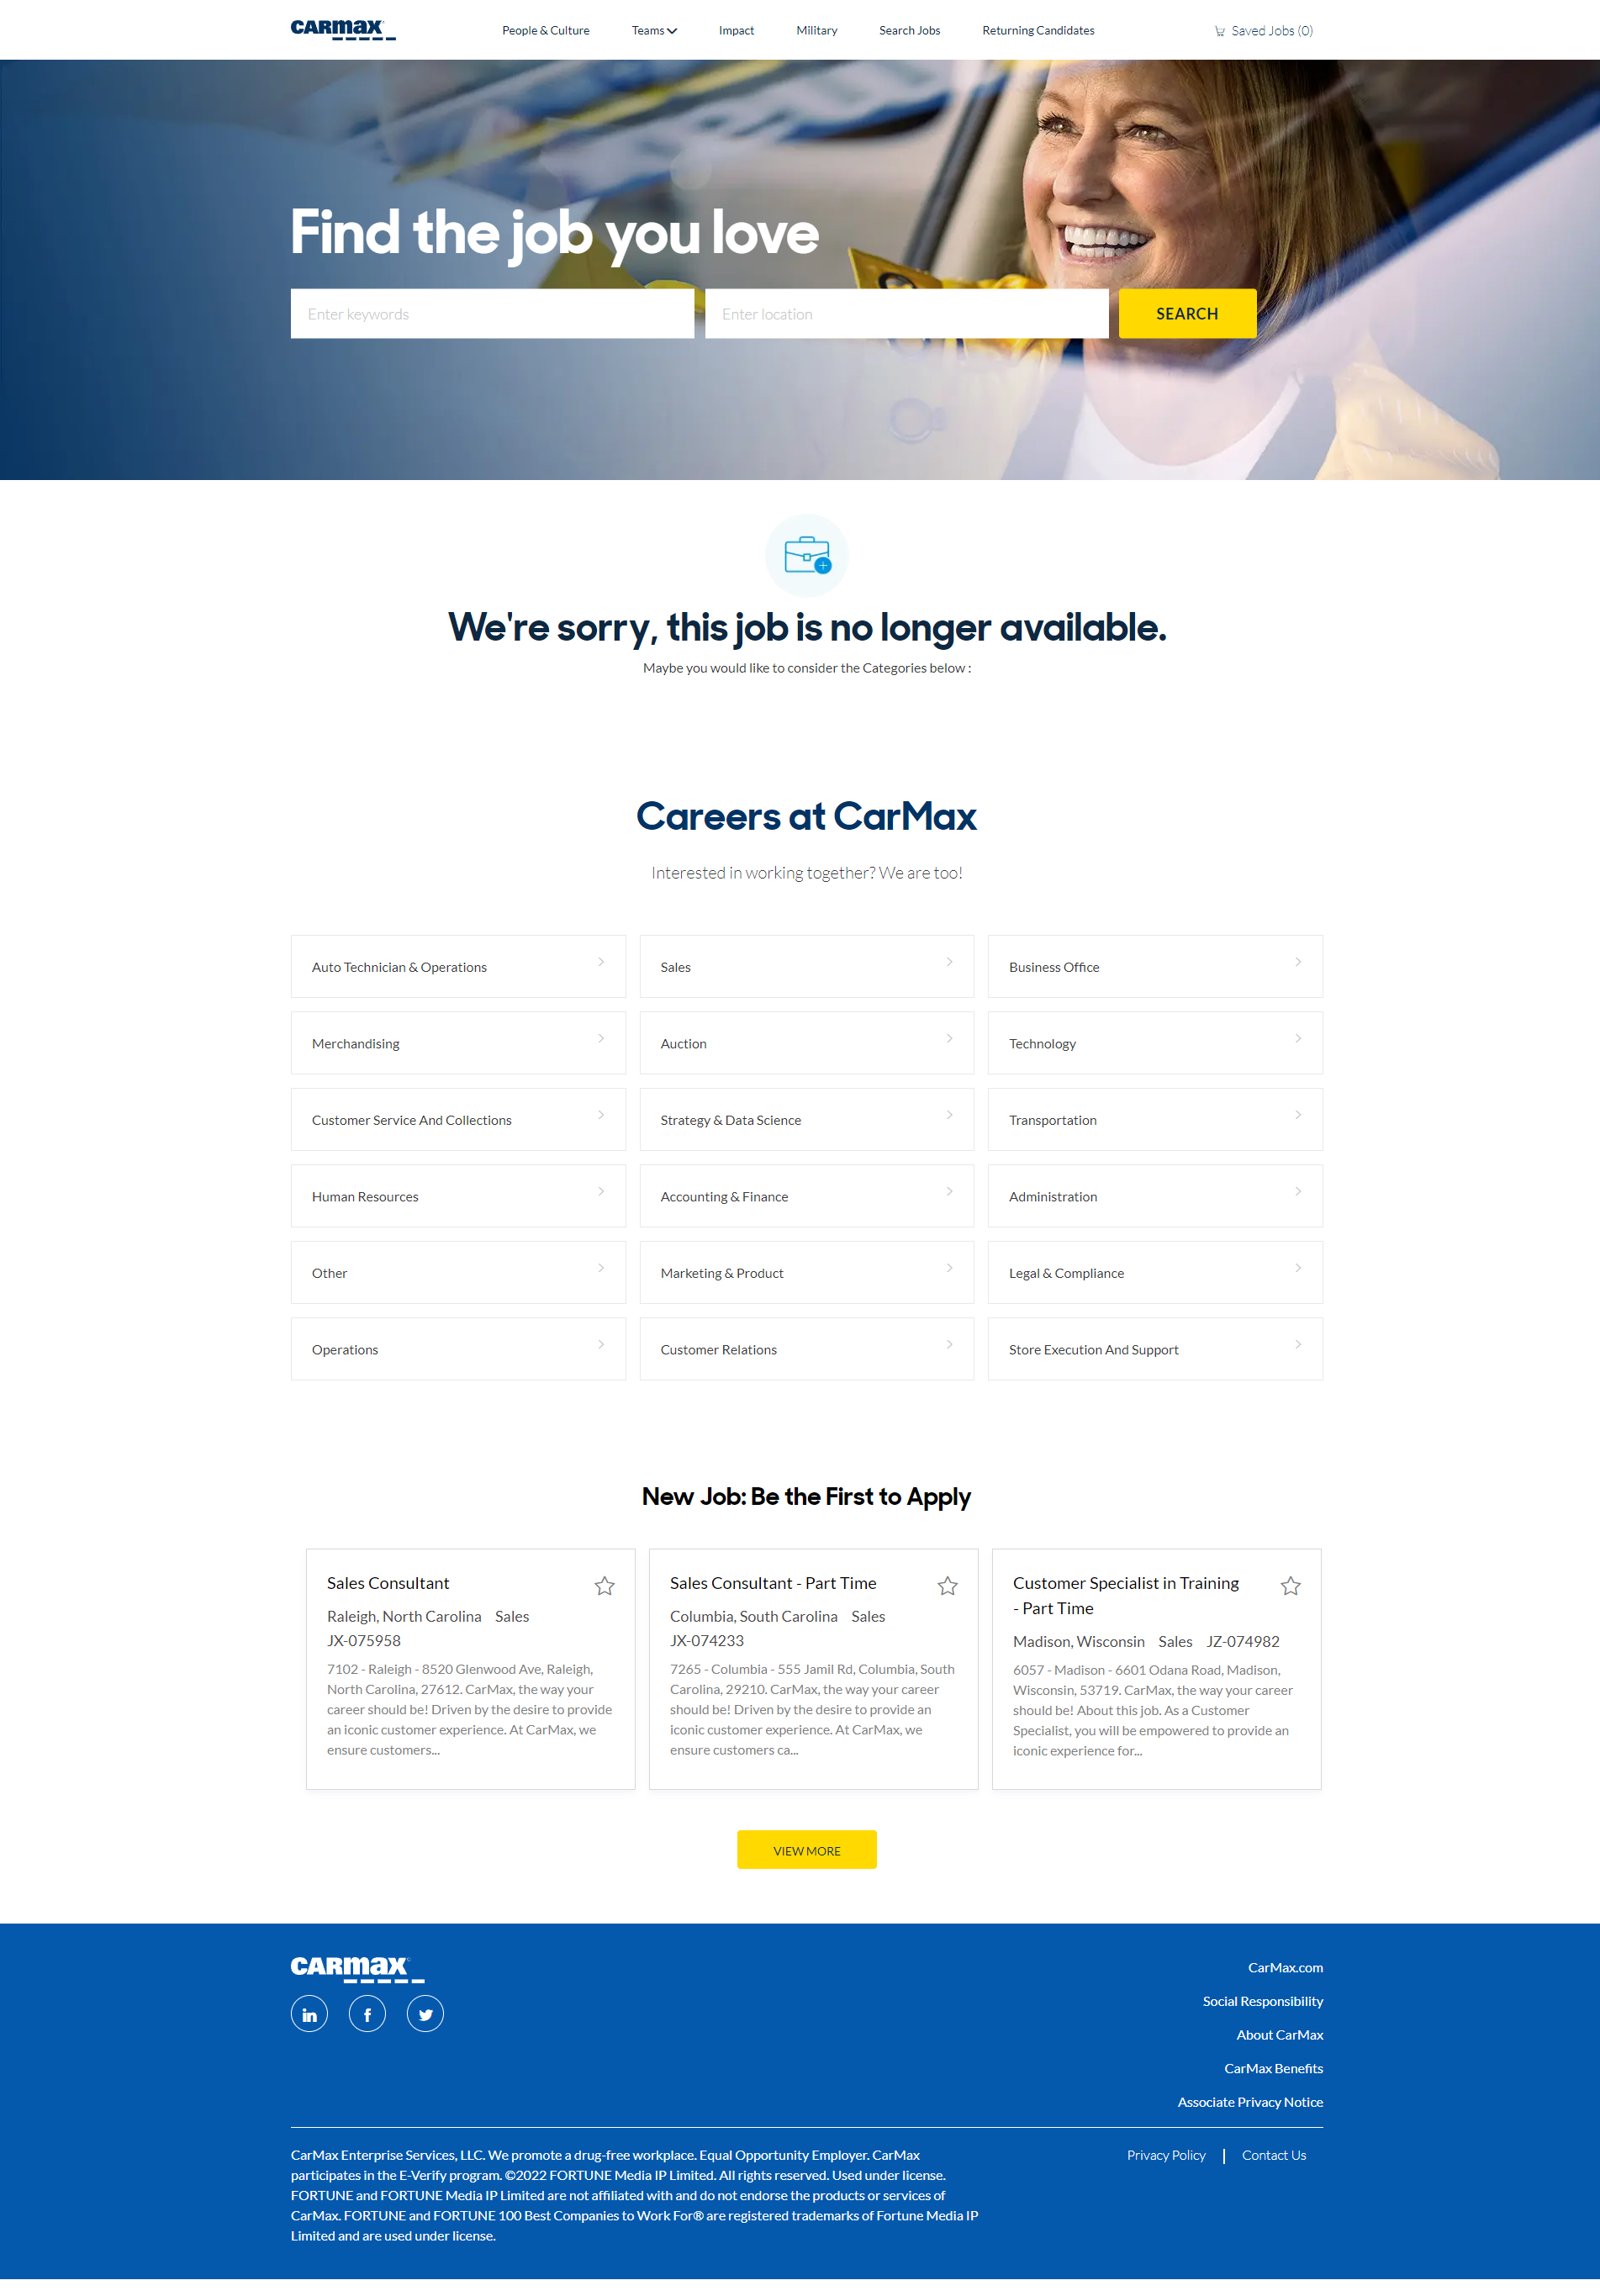 CARMAX
People & Culture
Teams
Impact
Military
Search Jobs
Returning Candidates
Saved Jobs (0)
Find the job you love
Enter keywords
Enter location
SEARCH
We're sorry, this job is no longer available.
Maybe you would like to consider the Categories below :
Careers at CarMax
Interested in working together? We are too!
Auto Technician & Operations
Sales
Business Office
Merchandising
Auction
Technology
Customer Service And Collections
Strategy & Data Science
Transportation
Human Resources
Accounting & Finance
Administration
Other
Marketing & Product
Legal & Compliance
Operations
Customer Relations
Store Execution And Support
New Job: Be the First to Apply
Sales Consultant
Raleigh, North Carolina Sales
JX-075958
7102 - Raleigh - 8520 Glenwood Ave, Raleigh,
North Carolina, 27612. CarMax, the way your
career should be! Driven by the desire to provide
an iconic customer experience. At CarMax, we
ensure customers...
Sales Consultant - Part Time
Columbia, South Carolina Sales
JX-074233
7265 - Columbia - 555 Jamil Rd, Columbia, South
Carolina, 29210. CarMax, the way your career
should be! Driven by the desire to provide an
iconic customer experience. At CarMax, we
ensure customers ca...
Customer Specialist in Training
- Part Time
Madison, Wisconsin Sales JZ-074982
6057 - Madison - 6601 Odana Road, Madison,
Wisconsin, 53719. CarMax, the way your career
should be! About this job. As a Customer
Specialist, you will be empowered to provide an
iconic experience for...
VIEW MORE
CARMAX
CarMax.com
Social Responsibility
About CarMax
CarMax Benefits
Associate Privacy Notice
CarMax Enterprise Services, LLC. We promote a drug-free workplace. Equal Opportunity Employer. CarMax
participates in the E-Verify program. ©2022 FORTUNE Media IP Limited. All rights reserved. Used under license.
FORTUNE and FORTUNE Media IP Limited are not affiliated with and do not endorse the products or services of
CarMax. FORTUNE and FORTUNE 100 Best Companies to Work For® are registered trademarks of Fortune Media IP
Limited and are used under license.
Privacy Policy | Contact Us